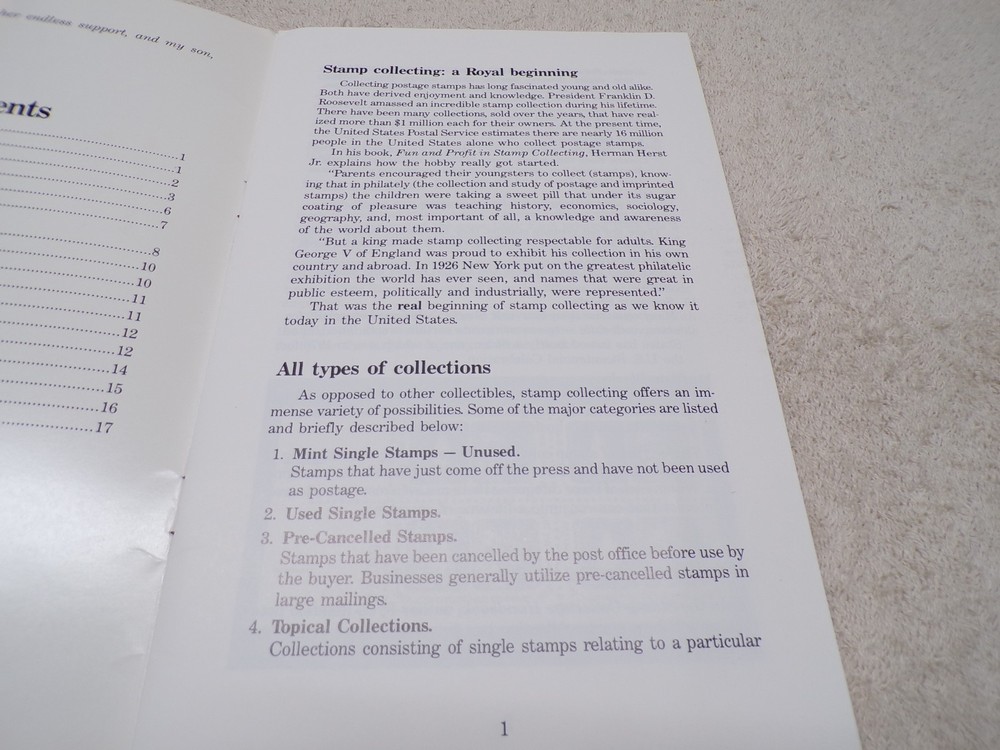 endless support, and my son,
ents
1
1
2
3
6
7
8
10
10
11
11
12
12
14
15
16
17
Stamp collecting: a Royal beginning
Collecting postage stamps has long fascinated young and old alike.
Both have derived enjoyment and knowledge. President Franklin D.
Roosevelt amassed an incredible stamp collection during his lifetime.
There have been many collections, sold over the years, that have real-
ized more than $1 million each for their owners. At the present time,
the United States Postal Service estimates there are nearly 16 million
people in the United States alone who collect postage stamps.
In his book, Fun and Profit in Stamp Collecting, Herman Herst
Jr. explains how the hobby really got started.
"Parents encouraged their youngsters to collect (stamps), know-
ing that in philately (the collection and study of postage and imprinted
stamps) the children were taking a sweet pill that under its sugar
coating of pleasure was teaching history, economics, sociology,
geography, and, most important of all, a knowledge and awareness
of the world about them.
"But a king made stamp collecting respectable for adults. King
George V of England was proud to exhibit his collection in his own
country and abroad. In 1926 New York put on the greatest philatelic
exhibition the world has ever seen, and names that were great in
public esteem, politically and industrially, were represented."
That was the real beginning of stamp collecting as we know it
today in the United States.
All types of collections
As opposed to other collectibles, stamp collecting offers an im-
mense variety of possibilities. Some of the major categories are listed
and briefly described below:
1. Mint Single Stamps — Unused.
Stamps that have just come off the press and have not been used
as postage.
2. Used Single Stamps.
3. Pre-Cancelled Stamps.
Stamps that have been cancelled by the post office before use by
the buyer. Businesses generally utilize pre-cancelled stamps in
large mailings.
4. Topical Collections.
Collections consisting of single stamps relating to a particular
1